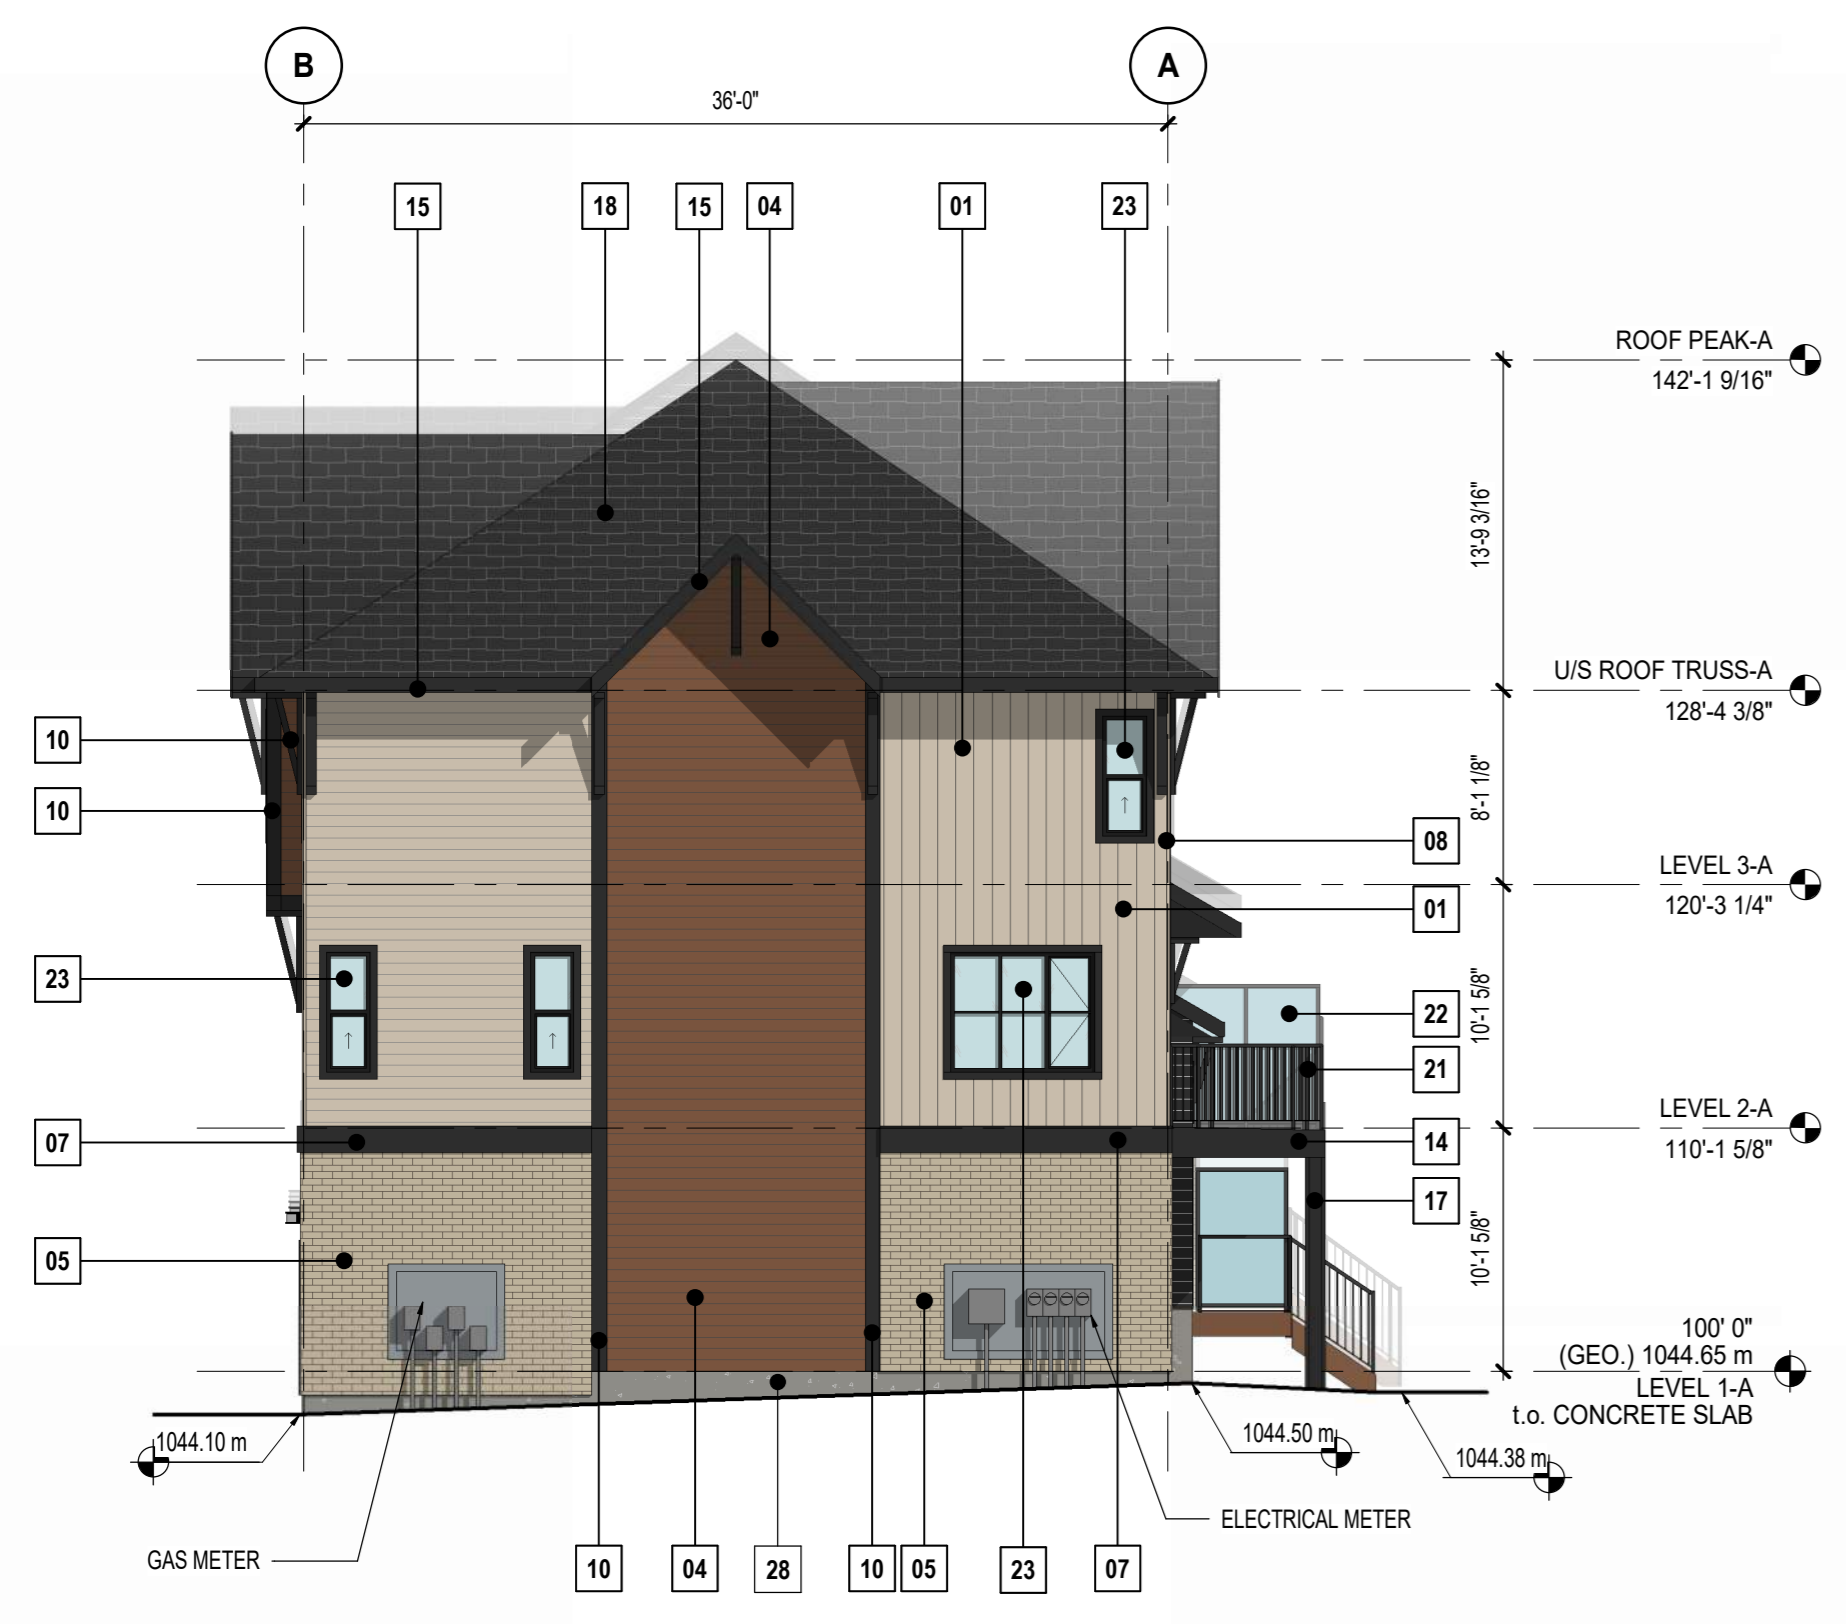 B
A
36'-0"
15
18
15
04
01
23
ROOF PEAK-A
142'-1 9/16"
13'-9 3/16"
U/S ROOF TRUSS-A
128'-4 3/8"
10
10
8'-1 1/8"
08
LEVEL 3-A
120'-3 1/4"
01
23
22
10'-1 5/8"
21
LEVEL 2-A
110'-1 5/8"
07
14
17
05
10'-1 5/8"
100' 0"
(GEO.) 1044.65 m
LEVEL 1-A
t.o. CONCRETE SLAB
1044.10 m
1044.50 m
1044.38 m
ELECTRICAL METER
GAS METER
10
04
28
10
05
23
07